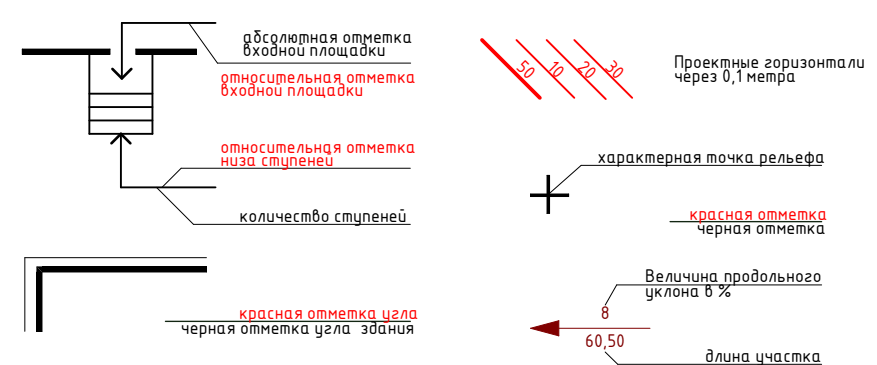 абсолютная отметка
входной площадки
относительная отметка
входной площадки
относительная отметка
низа ступеней
количество ступеней
красная отметка угла
черная отметка угла здания
50 10 20 30
Проектные горизонтали
через 0,1 метра
характерная точка рельефа
красная отметка
черная отметка
Величина продольного
уклона в %
8
60,50
длина участка